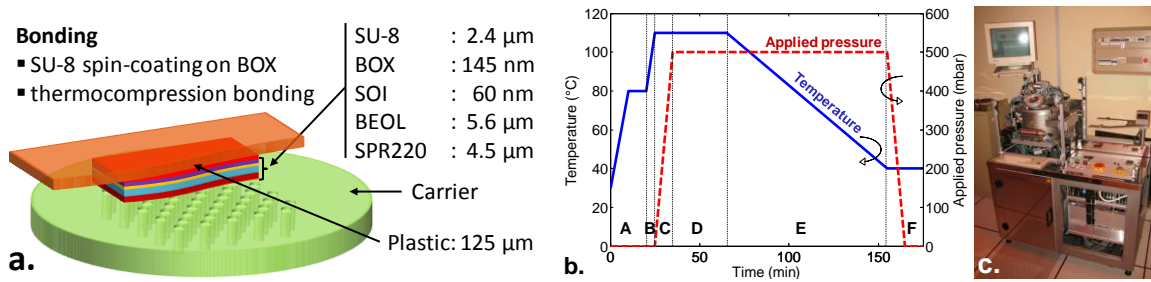 Bonding
▪ SU-8 spin-coating on BOX
▪ thermocompression bonding
SU-8 : 2.4 µm
BOX : 145 nm
SOI : 60 nm
BEOL : 5.6 µm
SPR220 : 4.5 µm
Carrier
Plastic: 125 µm
a.
Temperature (°C)
120
100
80
60
40
20
0
Applied pressure
Temperature
A B C D E F
0 50 100 150
Time (min)
600
500
400
300
200
100
0
Applied pressure (mbar)
b.
c.